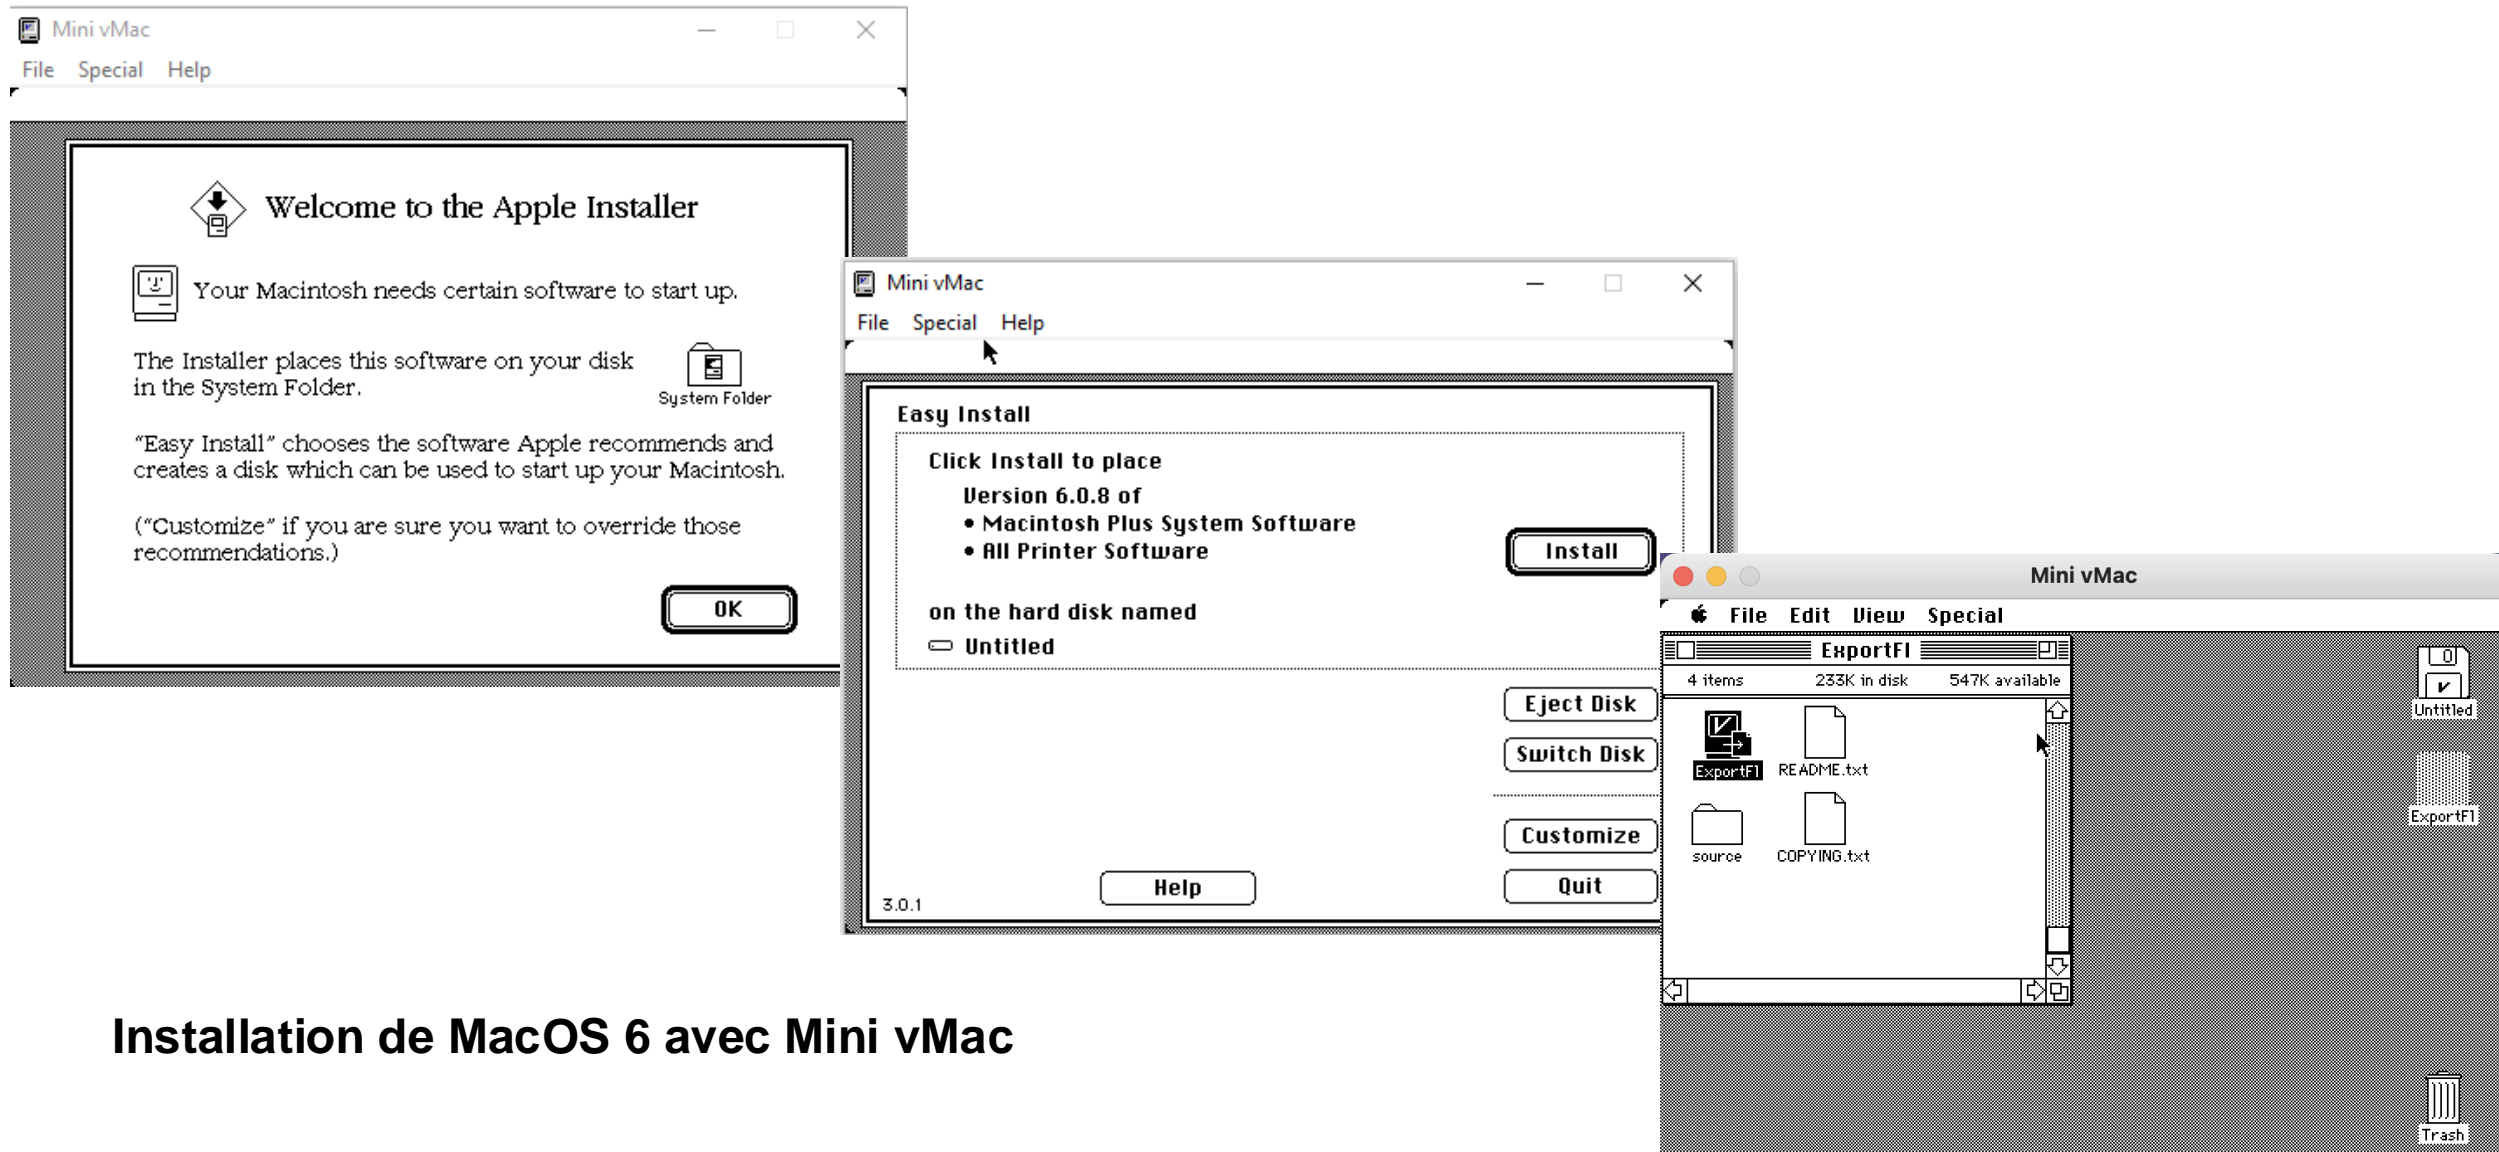 Mini vMac
File Special Help
Welcome to the Apple Installer
Your Macintosh needs certain software to start up.
The Installer places this software on your disk
in the System Folder.
System Folder
“Easy Install” chooses the software Apple recommends and
creates a disk which can be used to start up your Macintosh.
(“Customize” if you are sure you want to override those
recommendations.)
OK
Mini vMac
File Special Help
Easy Install
Click Install to place
Version 6.0.8 of
• Macintosh Plus System Software
• All Printer Software
Install
on the hard disk named
Untitled
Eject Disk
Switch Disk
Customize
Help
Quit
3.0.1
Mini vMac
File Edit View Special
ExportFl
4 items 233K in disk 547K available
ExportFl
README.txt
source
COPYING.txt
Untitled
ExportFl
Trash
Installation de MacOS 6 avec Mini vMac